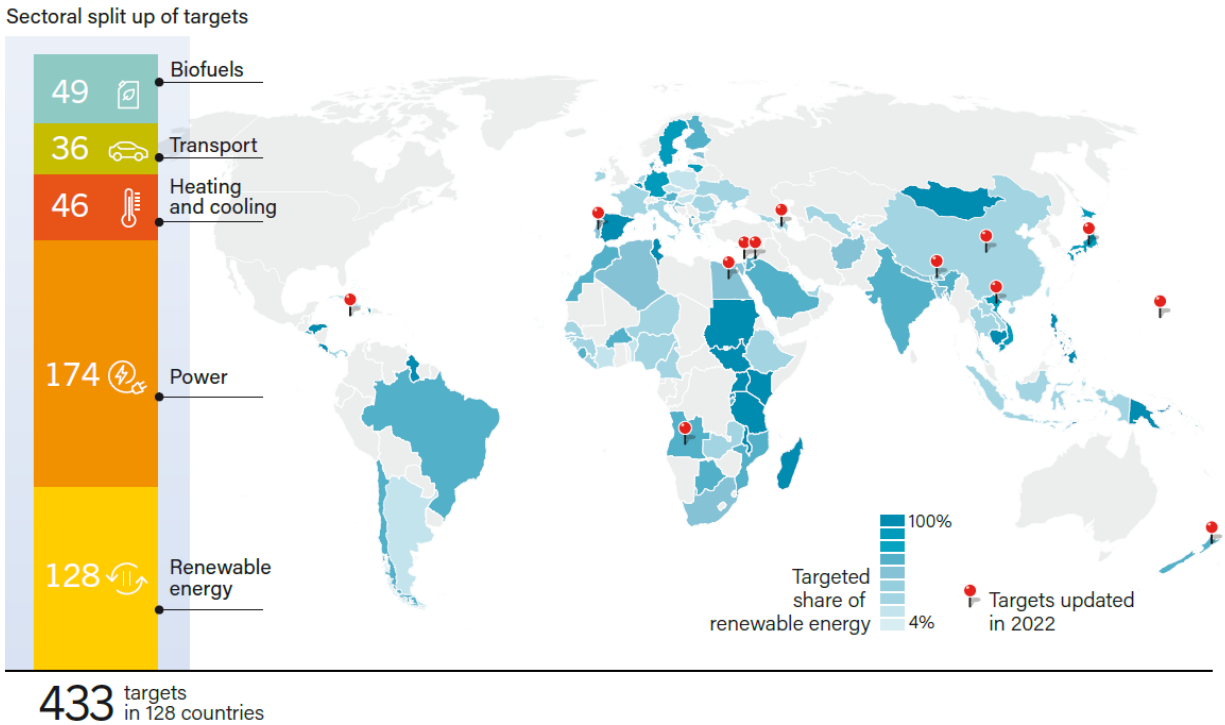 Sectoral split up of targets
49
Biofuels
36
Transport
46
Heating
and cooling
174
Power
128
Renewable
energy
433
targets
in 128 countries
Targeted
share of
renewable energy
100%
4%
Targets updated
in 2022